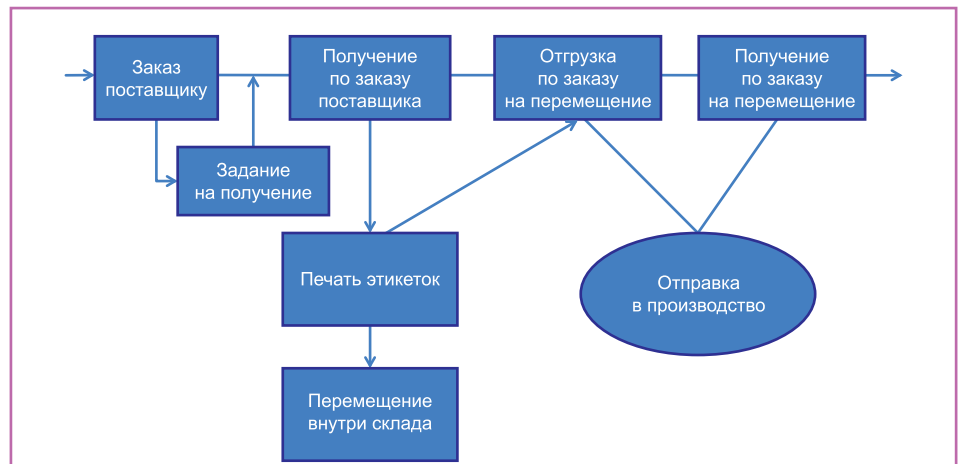 Заказ
поставщику
Получение
по заказу
поставщика
Отгрузка
по заказу
на перемещение
Получение
по заказу
на перемещение
Задание
на получение
Печать этикеток
Отправка
в производство
Перемещение
внутри склада